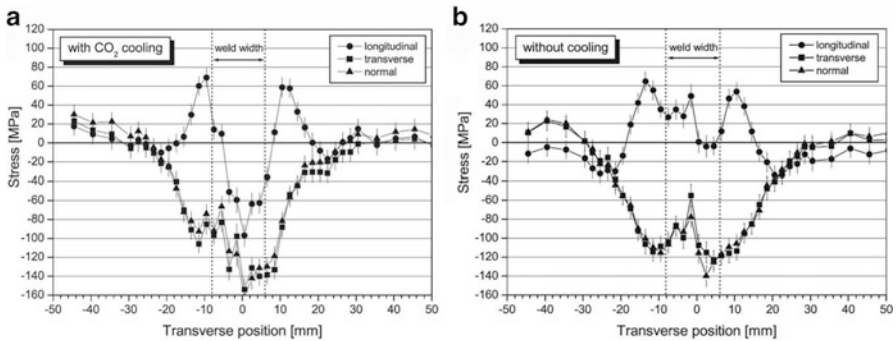 a
with CO2 cooling
weld width
longitudinal
transverse
normal
Stress [MPa]
120
100
80
60
40
20
0
-20
-40
-60
-80
-100
-120
-140
-160
-50 -40 -30 -20 -10 0 10 20 30 40 50
Transverse position [mm]
b
without cooling
weld width
longitudinal
transverse
normal
Stress [MPa]
120
100
80
60
40
20
0
-20
-40
-60
-80
-100
-120
-140
-160
-50 -40 -30 -20 -10 0 10 20 30 40 50
Transverse position [mm]